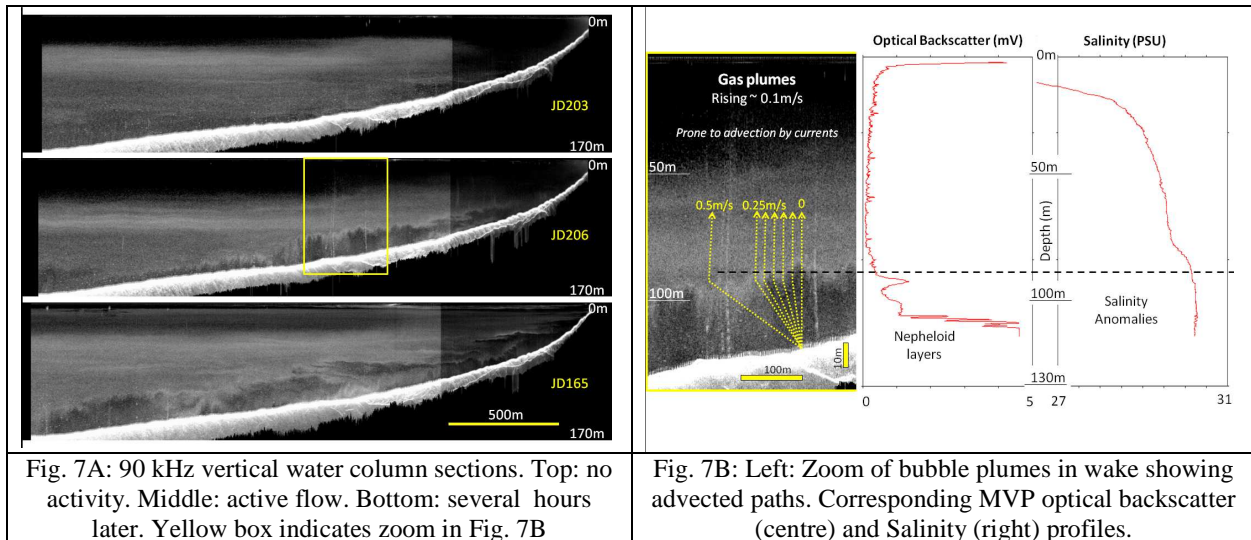 0m
JD203
170m
0m
JD206
170m
0m
JD165
500m
170m
Fig. 7A: 90 kHz vertical water column sections. Top: no
activity. Middle: active flow. Bottom: several hours
later. Yellow box indicates zoom in Fig. 7B
Optical Backscatter (mV)
Salinity (PSU)
Gas plumes
Rising ~ 0.1m/s
Prone to advection by currents
50m
0.5m/s
0.25m/s
0
100m
100m
10m
Nepheloid
layers
0
5
0m
50m
Depth (m)
100m
130m
Salinity
Anomalies
27
31
Fig. 7B: Left: Zoom of bubble plumes in wake showing
advected paths. Corresponding MVP optical backscatter
(centre) and Salinity (right) profiles.